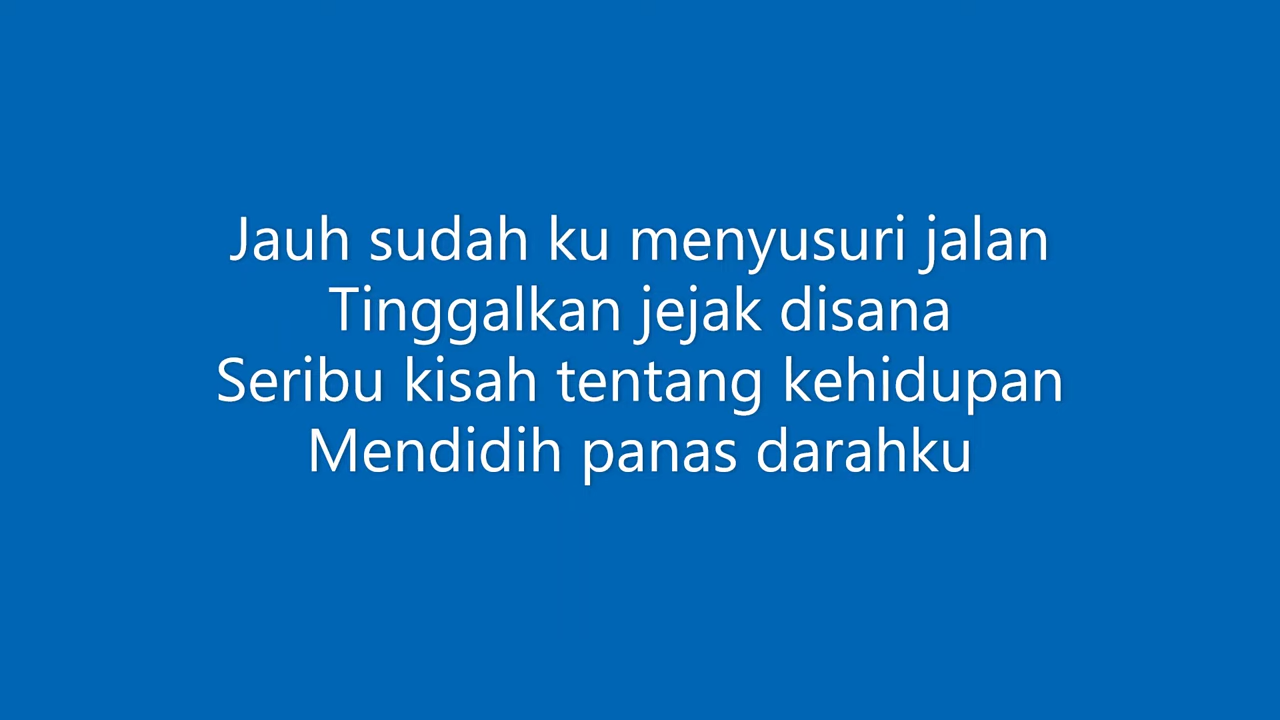 Jauh sudah ku menyusuri jalan
Tinggalkan jejak disana
Seribu kisah tentang kehidupan
Mendidih panas darahku